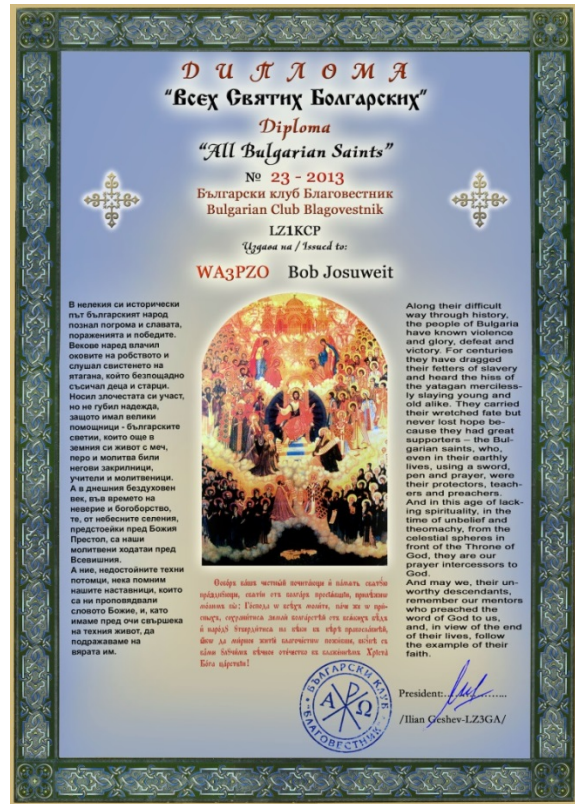 ДИПЛОМА
“Всех Святих Болгарских”
Diploma
“All Bulgarian Saints”
№ 23 - 2013
Български клуб Благовестник
Bulgarian Club Blagovestnik
LZ1KCP
Издава на / Issued to:
WA3PZO Bob Josuweit
В нелекия си исторически
път българският народ
познал погрома и славата,
пораженията и победите.
Векове наред влачил
оковите на робството и
слушал свистенето на
ятагана, който безпощадно
съсичал деца и старци.
Носил злочестата си участ,
но не губил надежда,
защото имал велики
помощници - българските
светии, които още в
земния си живот с меч,
перо и молитва били
негови закрилници,
учители и молитвеници.
А в днешния бездуховен
век, във времето на
неверие и богоборство,
те, от небесните селения,
предстоейки пред Божия
Престол, са наши
молитвени ходатаи пред
Всевишния.
А ние, недостойните техни
потомци, нека помним
нашите наставници, които
са ни проповядвали
словото Божие, и, като
имаме пред очи свършека
на техния живот, да
подражаваме на
вярата им.
Along their difficult
way through history,
the people of Bulgaria
have known violence
and glory, defeat and
victory. For centuries
they have dragged
their fetters of slavery
and heard the hiss of
the yatagan merciless-
ly slaying young and
old alike. They carried
their wretched fate but
never lost hope be-
cause they had great
supporters – the Bul-
garian saints, who,
even in their earthly
lives, using a sword,
pen and prayer, were
their protectors, teach-
ers and preachers.
And in this age of lack-
ing spirituality, in the
time of unbelief and
theomachy, from the
celestial spheres in
front of the Throne of
God, they are our
prayer intercessors to
God.
And may we, their un-
worthy descendants,
remember our mentors
who preached the
word of God to us,
and, in view of the end
of their lives, follow
the example of their
faith.
БЪЛГАРСКИ КЛУБ
БЛАГОВЕСТНИК
Α Ω
President:
/Ilian Geshev-LZ3GA/